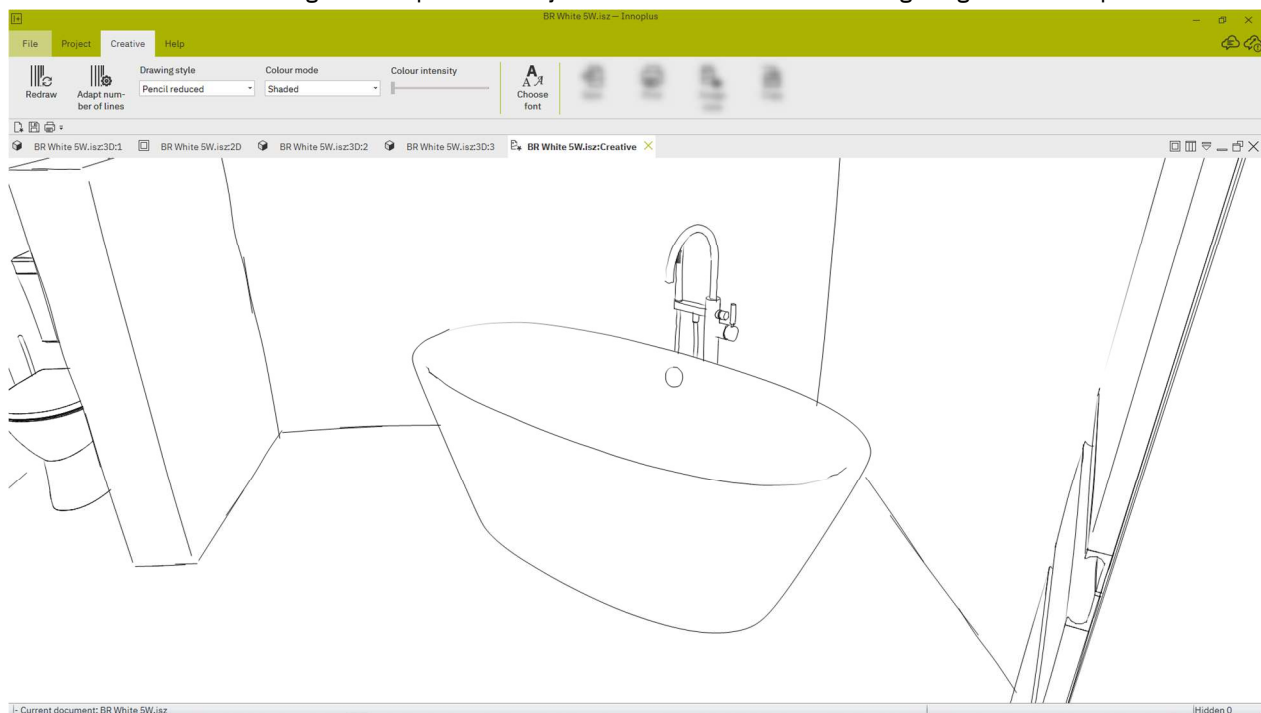 BR White 5W.isz — Innoplus
File Project Creative Help
Redraw
Adapt num-
ber of lines
Drawing style
Pencil reduced
Colour mode
Shaded
Colour intensity
Choose
font
BR White 5W.isz:3D:1 BR White 5W.isz:2D BR White 5W.isz:3D:2 BR White 5W.isz:3D:3 BR White 5W.isz:Creative
Current document: BR White 5W.isz
Hidden 0